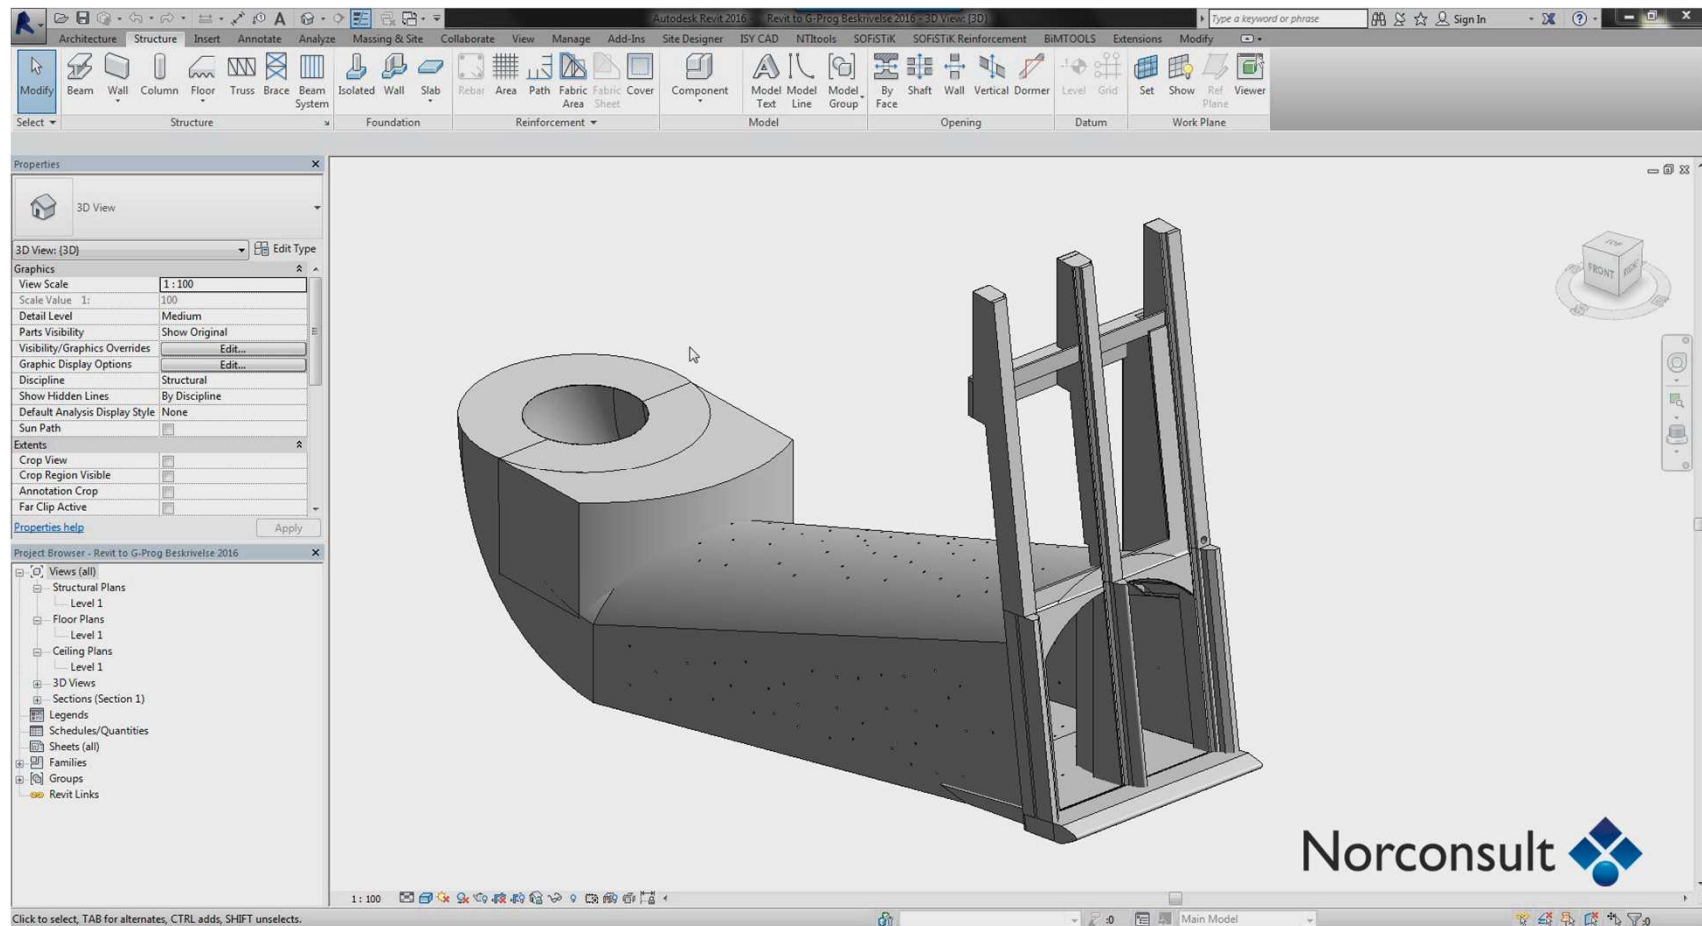 Autodesk Revit 2016 - Revit to G-Prog Beskrivelse 2016 - 3D View: {3D}
Type a keyword or phrase
Sign In
Architecture Structure Insert Annotate Analyze Massing & Site Collaborate View Manage Add-Ins Site Designer ISY CAD NTItools SOFiSTiK SOFiSTiK Reinforcement BiMTOOLS Extensions Modify
Modify Beam Wall Column Floor Truss Brace Beam System Isolated Wall Slab Rebar Area Path Fabric Area Fabric Sheet Cover Component Model Text Model Line Model Group By Face Shaft Wall Vertical Dormer Level Grid Set Show Ref Plane Viewer
Select Structure Foundation Reinforcement Model Opening Datum Work Plane
Properties
3D View
3D View: {3D} Edit Type
Graphics
View Scale 1 : 100
Scale Value 1: 100
Detail Level Medium
Parts Visibility Show Original
Visibility/Graphics Overrides Edit...
Graphic Display Options Edit...
Discipline Structural
Show Hidden Lines By Discipline
Default Analysis Display Style None
Sun Path
Extents
Crop View
Crop Region Visible
Annotation Crop
Far Clip Active
Properties help Apply
Project Browser - Revit to G-Prog Beskrivelse 2016
Views (all)
Structural Plans
Level 1
Floor Plans
Level 1
Ceiling Plans
Level 1
3D Views
Sections (Section 1)
Legends
Schedules/Quantities
Sheets (all)
Families
Groups
Revit Links
TOP
FRONT
RIGHT
Norconsult
1 : 100
Click to select, TAB for alternates, CTRL adds, SHIFT unselects.
:0
Main Model
:0